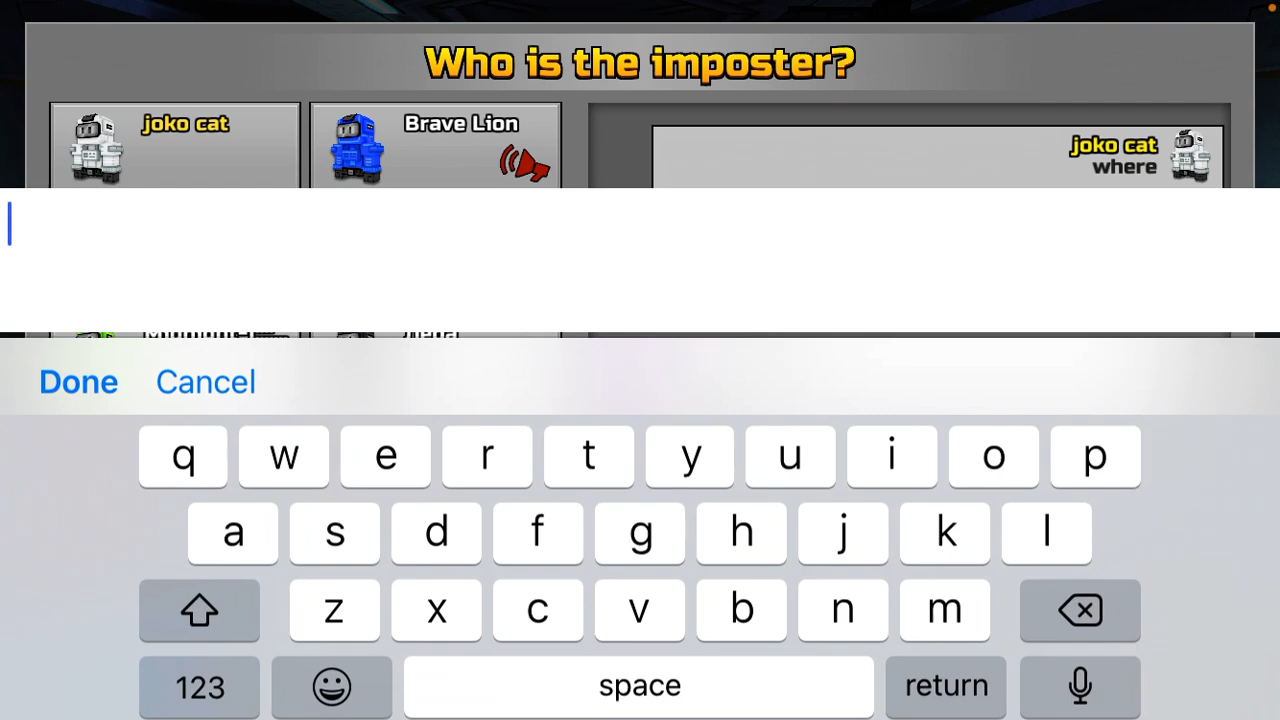 Who is the imposter?
joko cat
Brave Lion
joko cat
where
Done Cancel
q w e r t y u i o p
a s d f g h j k l
z x c v b n m
123 space return